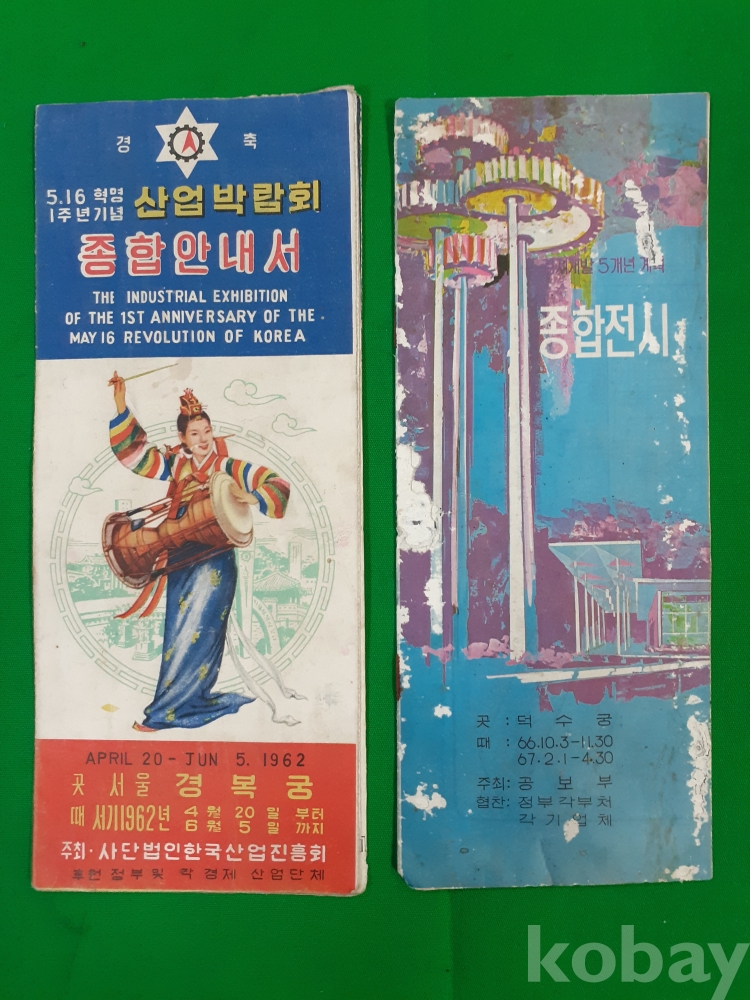 경 축
5.16 혁명
1주년기념
산업박람회
종합안내서
THE INDUSTRIAL EXHIBITION
OF THE 1ST ANNIVERSARY OF THE
MAY 16 REVOLUTION OF KOREA
APRIL 20 - JUN 5. 1962
곳 서울 경복궁
때 서기1962년 4월 20일 부터
6월 5일 까지
주최·사단법인한국산업진흥회
후원 정부및 각 경제 산업단체
5개년 계획
종합전시
곳 : 덕수궁
때 : 66.10.3-11.30
67.2.1-4.30
주최 : 공보부
협찬 : 정부각부처
각기업체
kobay